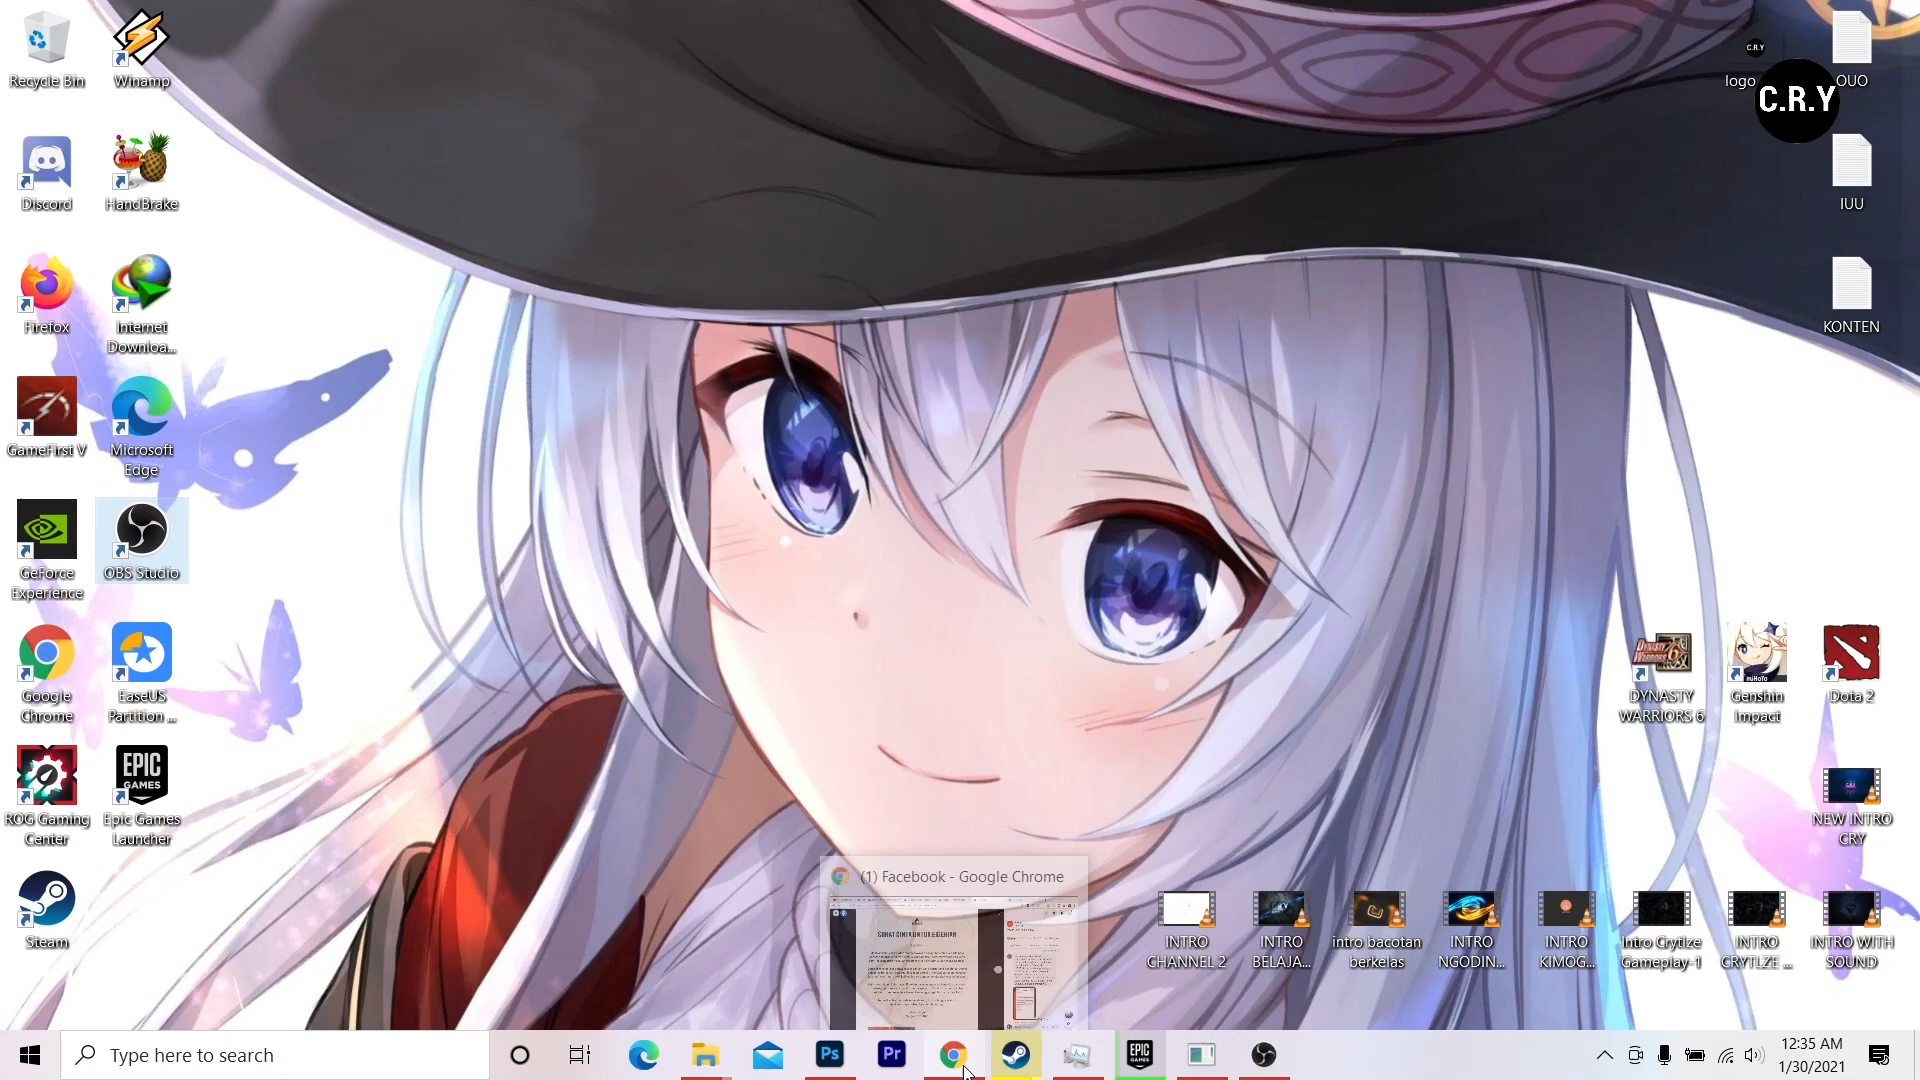 Recycle Bin
Winamp
C.R.Y
logo
OUO
C.R.Y
Discord
HandBrake
IUU
Firefox
Internet
Downloa...
KONTEN
GameFirst V
Microsoft
Edge
GeForce
Experience
OBS Studio
Google
Chrome
EaseUS
Partition ...
DYNASTY
WARRIORS 6
Genshin
Impact
Dota 2
EPIC
GAMES
ROG Gaming
Center
Epic Games
Launcher
NEW INTRO
CRY
Steam
(1) Facebook - Google Chrome
SURAT CINTA UNTUK EIGERIAN
INTRO
CHANNEL 2
INTRO
BELAJA...
intro bacotan
berkelas
INTRO
NGODIN...
INTRO
KIMOG...
Intro Crytlze
Gameplay-1
INTRO
CRYTLZE ...
INTRO WITH
SOUND
Type here to search
Ps
Pr
EPIC
GAMES
12:35 AM
1/30/2021